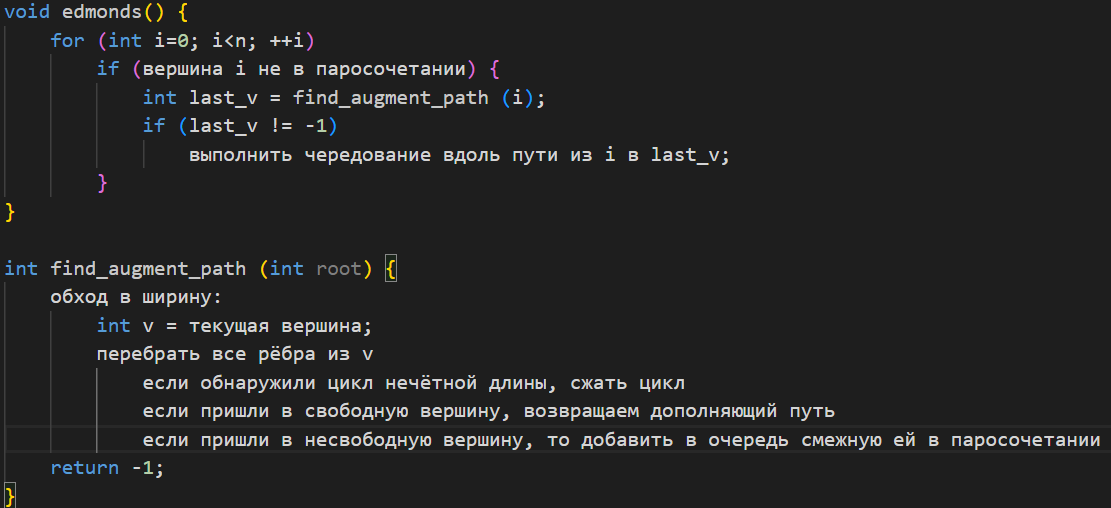 void edmonds() {
for (int i=0; i<n; ++i)
if (вершина i не в паросочетании) {
int last_v = find_augment_path (i);
if (last_v != -1)
выполнить чередование вдоль пути из i в last_v;
}
}
int find_augment_path (int root) {
обход в ширину:
int v = текущая вершина;
перебрать все рёбра из v
если обнаружили цикл нечётной длины, сжать цикл
если пришли в свободную вершину, возвращаем дополняющий путь
если пришли в несвободную вершину, то добавить в очередь смежную ей в паросочетании
return -1;
}